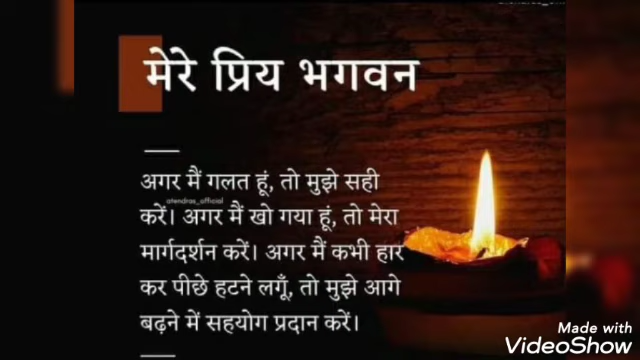 मेरे प्रिय भगवन
अगर मैं गलत हूं, तो मुझे सही
atendras_official
करें। अगर मैं खो गया हूं, तो मेरा
मार्गदर्शन करें। अगर मैं कभी हार
कर पीछे हटने लगूँ, तो मुझे आगे
बढ़ने में सहयोग प्रदान करें।
Made with
VideoShow